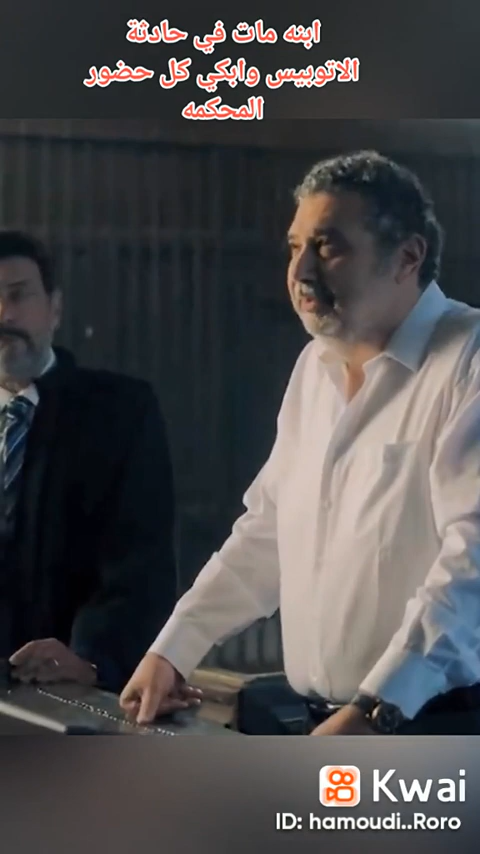 ابنه مات في حادثة
الاتوبيس وابكي كل حضور
المحكمه
Kwai
ID: hamoudi..Roro